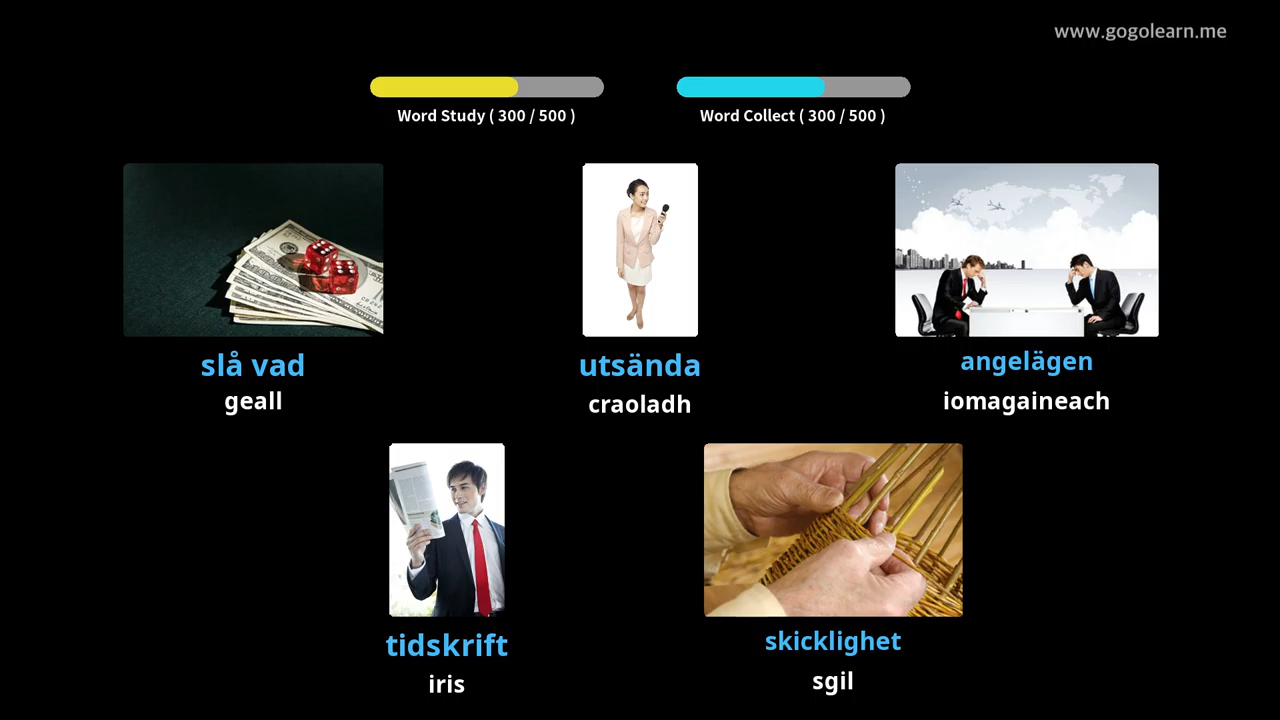 www.gogolearn.me
Word Study ( 300 / 500 )
Word Collect ( 300 / 500 )
slå vad
geall
utsända
craoladh
angelägen
iomagaineach
tidskrift
iris
skicklighet
sgil